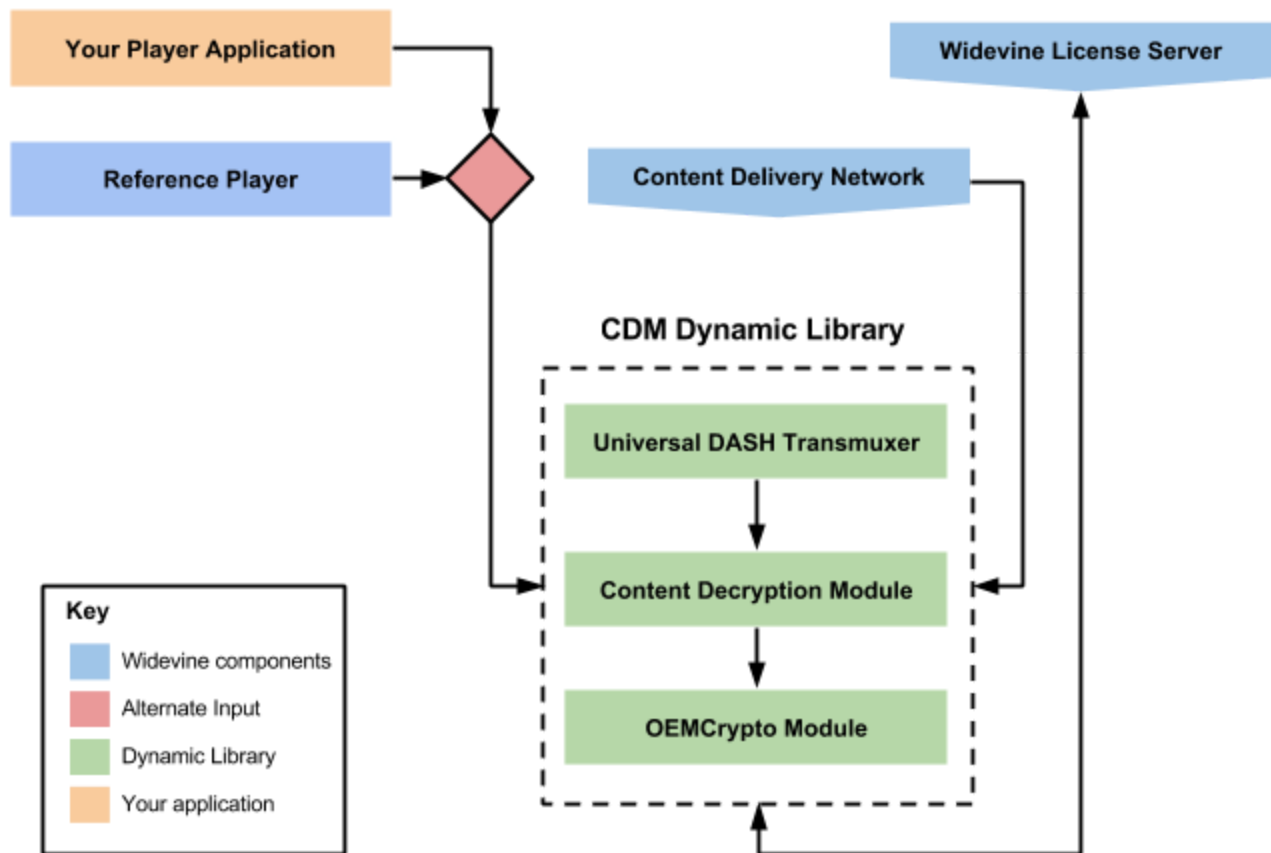 Your Player Application
Widevine License Server
Reference Player
Content Delivery Network
CDM Dynamic Library
Universal DASH Transmuxer
Content Decryption Module
OEMCrypto Module
Key
Widevine components
Alternate Input
Dynamic Library
Your application